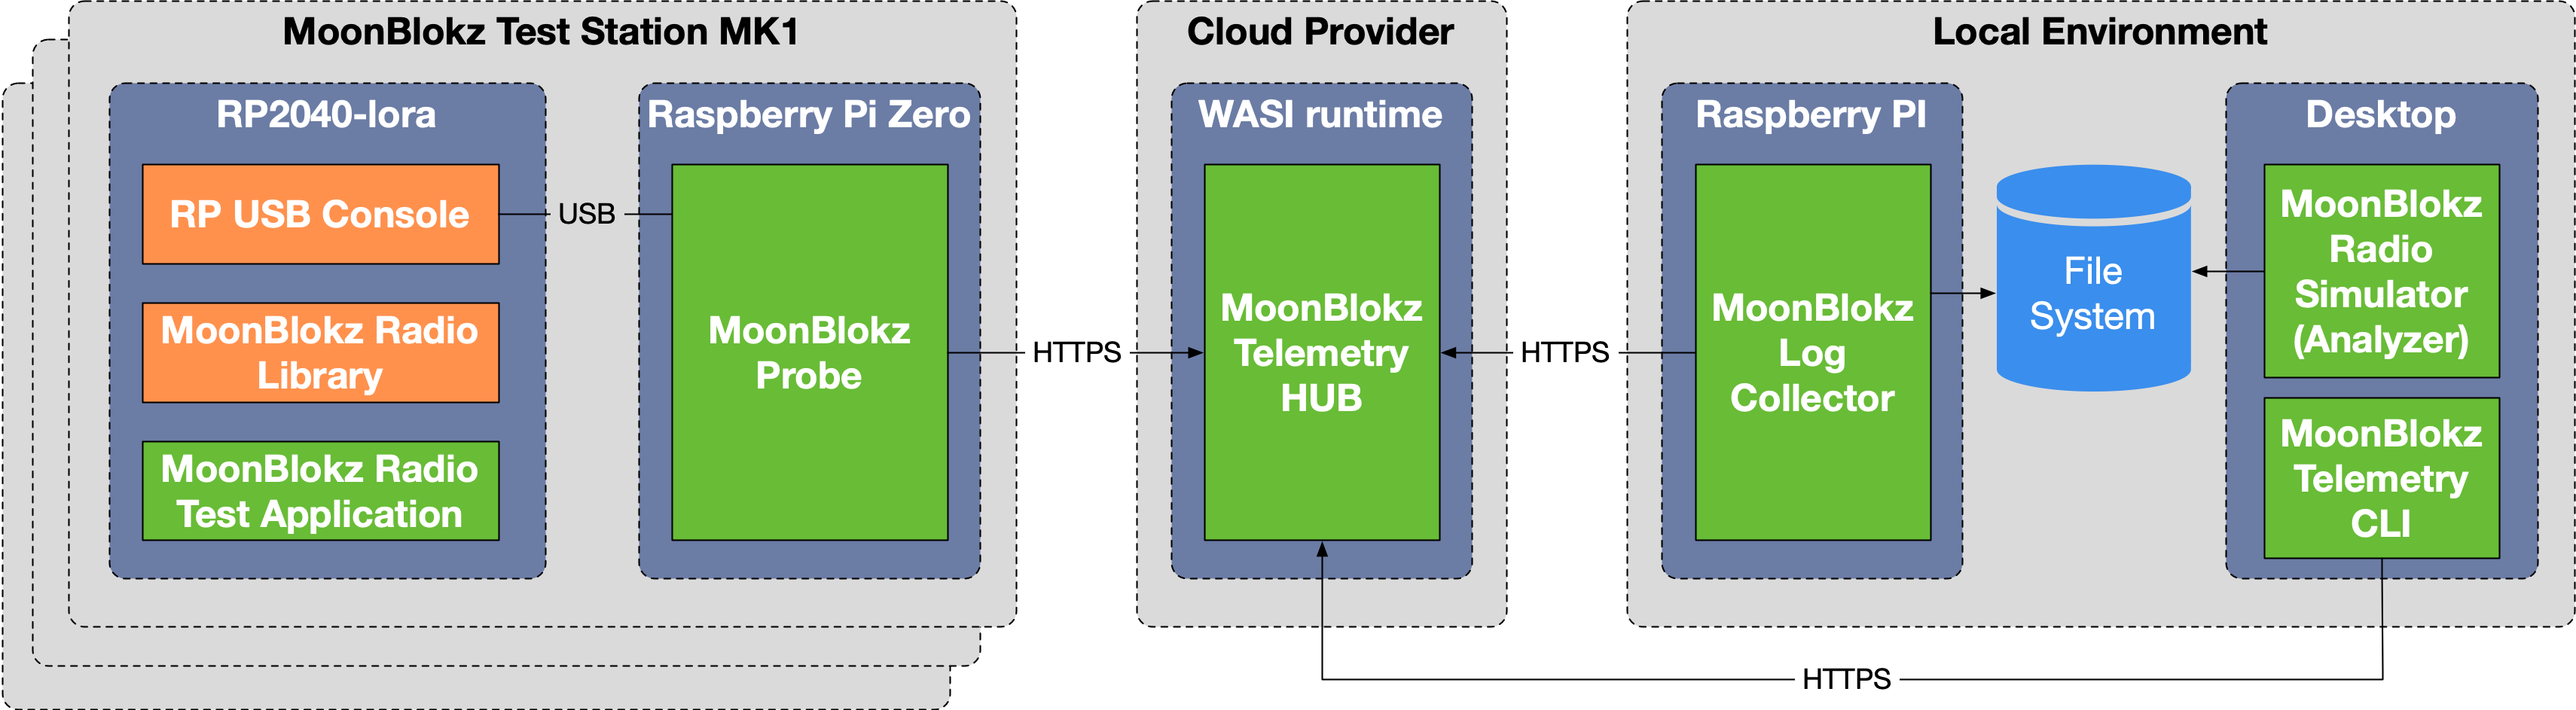 MoonBlokz Test Station MK1
RP2040-lora
RP USB Console
MoonBlokz Radio
Library
MoonBlokz Radio
Test Application
USB
Raspberry Pi Zero
MoonBlokz
Probe
HTTPS
Cloud Provider
WASI runtime
MoonBlokz
Telemetry
HUB
HTTPS
Local Environment
Raspberry PI
MoonBlokz
Log
Collector
File
System
Desktop
MoonBlokz
Radio
Simulator
(Analyzer)
MoonBlokz
Telemetry
CLI
HTTPS